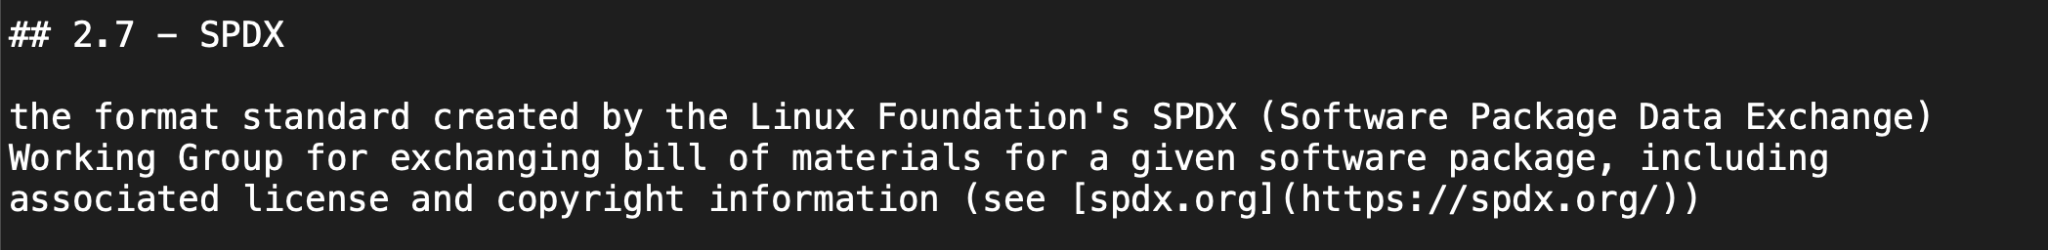 ## 2.7 – SPDX
the format standard created by the Linux Foundation's SPDX (Software Package Data Exchange)
Working Group for exchanging bill of materials for a given software package, including
associated license and copyright information (see [spdx.org](https://spdx.org/))